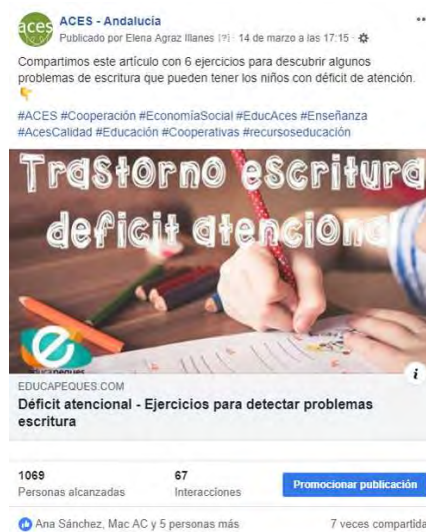 aces
ACES - Andalucía
Publicado por Elena Agraz Illanes [?] · 14 de marzo a las 17:15 ·
Compartimos este artículo con 6 ejercicios para descubrir algunos
problemas de escritura que pueden tener los niños con déficit de atención.
#ACES #Cooperación #EconomíaSocial #EducAces #Enseñanza
#AcesCalidad #Educación #Cooperativas #recursoseducación
Trastorno escritura
deficit atencional
educapeques
EDUCAPEQUES.COM
Déficit atencional - Ejercicios para detectar problemas
escritura
1069
Personas alcanzadas
67
Interacciones
Promocionar publicación
Ana Sánchez, Mac AC y 5 personas más
7 veces compartida